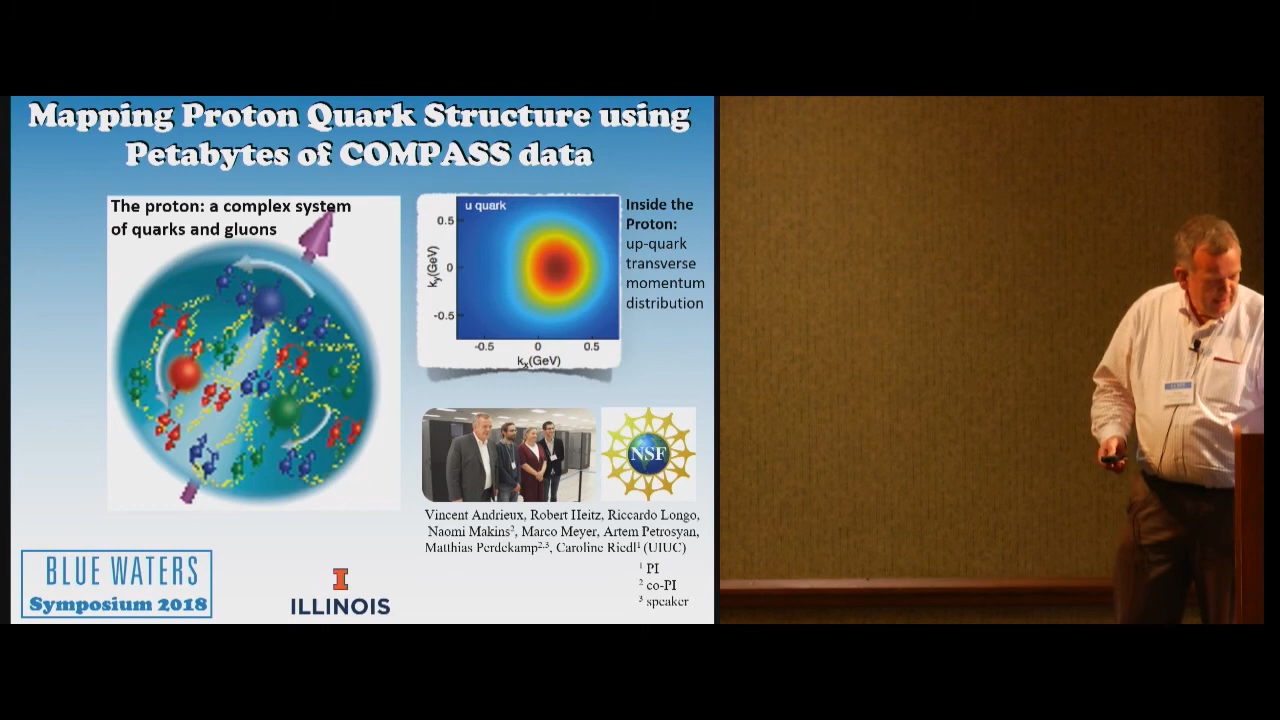 Mapping Proton Quark Structure using
Petabytes of COMPASS data
The proton: a complex system
of quarks and gluons
u quark
0.5
0
-0.5
ky(GeV)
-0.5
0
0.5
kx(GeV)
Inside the
Proton:
up-quark
transverse
momentum
distribution
NSF
Vincent Andrieux, Robert Heitz, Riccardo Longo,
Naomi Makins², Marco Meyer, Artem Petrosyan,
Matthias Perdekamp²,³, Caroline Riedl¹ (UIUC)
¹ PI
² co-PI
³ speaker
BLUE WATERS
Symposium 2018
I
ILLINOIS